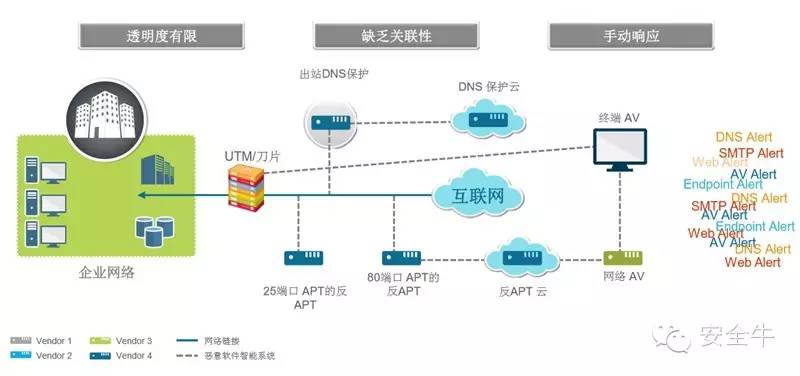 透明度有限
缺乏关联性
手动响应
出站DNS保护
DNS 保护云
终端 AV
UTM/刀片
互联网
企业网络
25端口 APT的反
APT
80端口 APT的
反APT
反APT 云
网络 AV
DNS Alert
SMTP Alert
Web Alert
AV Alert
Endpoint Alert
DNS Alert
SMTP Alert
AV Alert
Endpoint Alert
Web Alert
AV Alert
DNS Alert
Web Alert
Vendor 1
Vendor 3
网络链接
Vendor 2
Vendor 4
恶意软件智能系统
安全牛